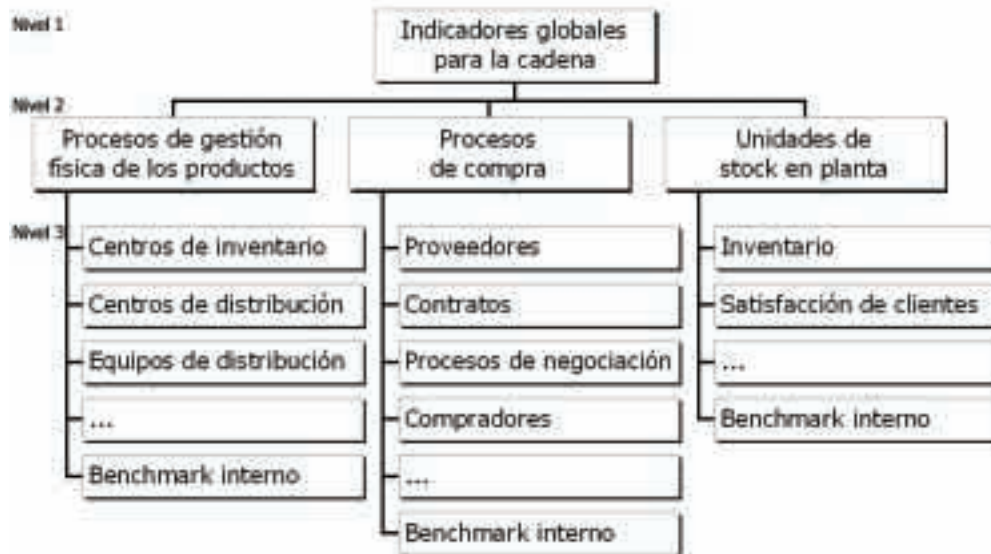 Nivel 1
Indicadores globales
para la cadena
Nivel 2
Procesos de gestión
física de los productos
Procesos
de compra
Unidades de
stock en planta
Nivel 3
Centros de inventario
Centros de distribución
Equipos de distribución
...
Benchmark interno
Proveedores
Contratos
Procesos de negociación
Compradores
...
Benchmark interno
Inventario
Satisfacción de clientes
...
Benchmark interno